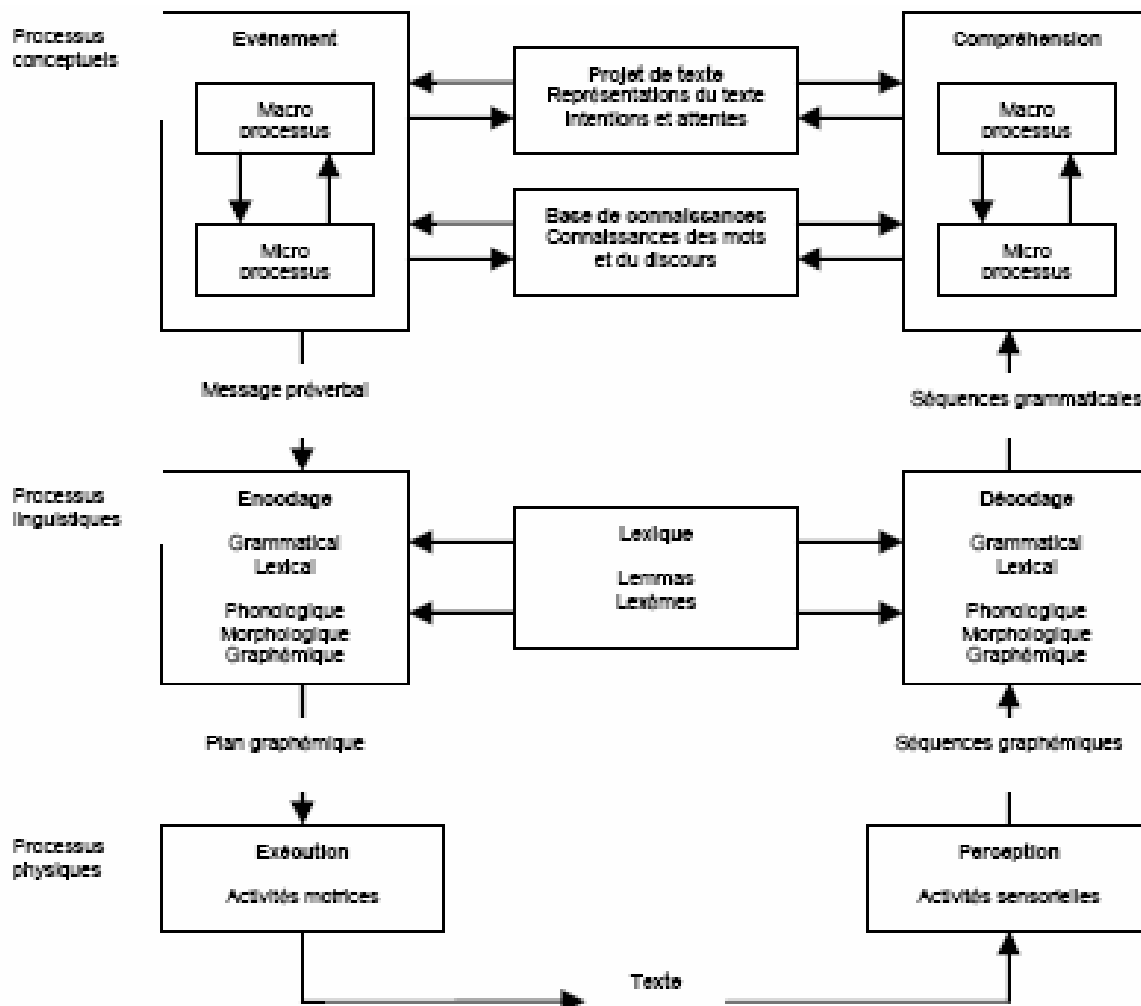 Processus
conceptuels
Evénement
Macro
processus
Micro
processus
Projet de texte
Représentations du texte
Intentions et attentes
Base de connaissances
Connaissances des mots
et du discours
Compréhension
Macro
processus
Micro
processus
Message préverbal
Séquences grammaticales
Processus
linguistiques
Encodage
Grammatical
Lexical
Phonologique
Morphologique
Graphémique
Lexique
Lemmas
Lexèmes
Décodage
Grammatical
Lexical
Phonologique
Morphologique
Graphémique
Plan graphémique
Séquences graphémiques
Processus
physiques
Exécution
Activités motrices
Perception
Activités sensorielles
Texte